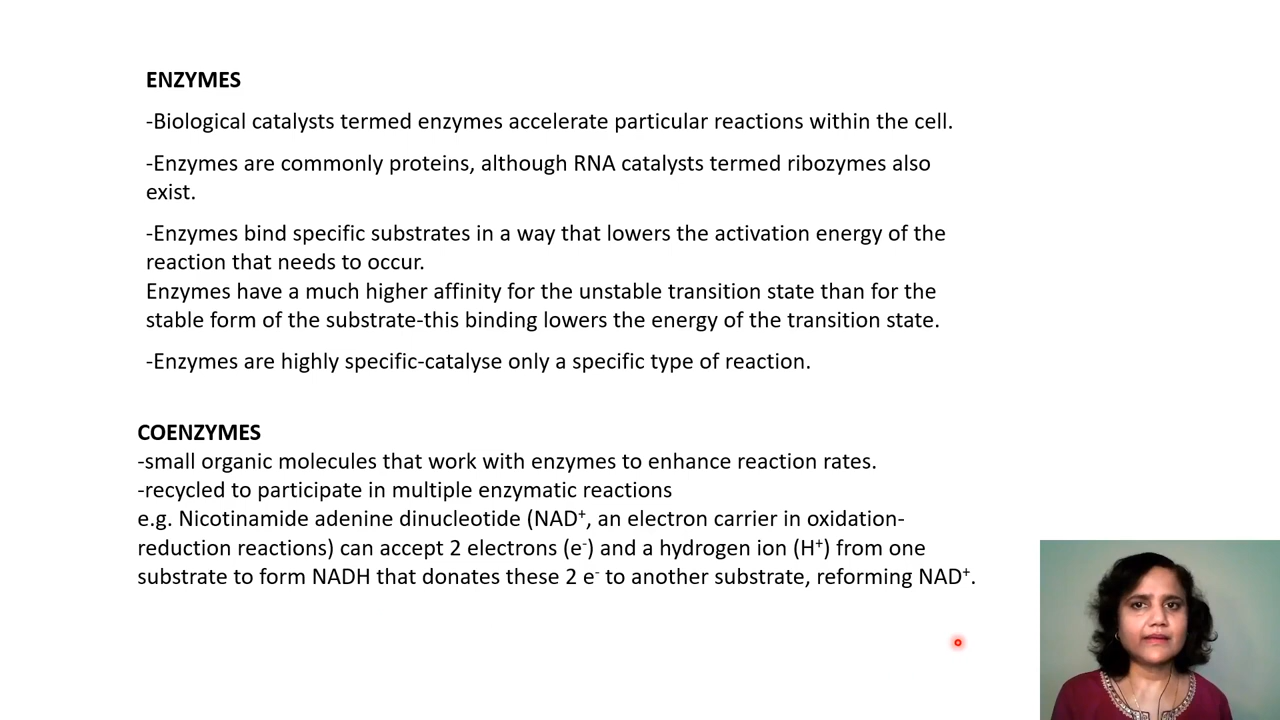 ENZYMES
-Biological catalysts termed enzymes accelerate particular reactions within the cell.
-Enzymes are commonly proteins, although RNA catalysts termed ribozymes also
exist.
-Enzymes bind specific substrates in a way that lowers the activation energy of the
reaction that needs to occur.
Enzymes have a much higher affinity for the unstable transition state than for the
stable form of the substrate-this binding lowers the energy of the transition state.
-Enzymes are highly specific-catalyse only a specific type of reaction.
COENZYMES
-small organic molecules that work with enzymes to enhance reaction rates.
-recycled to participate in multiple enzymatic reactions
e.g. Nicotinamide adenine dinucleotide (NAD⁺, an electron carrier in oxidation-
reduction reactions) can accept 2 electrons (e⁻) and a hydrogen ion (H⁺) from one
substrate to form NADH that donates these 2 e⁻ to another substrate, reforming NAD⁺.